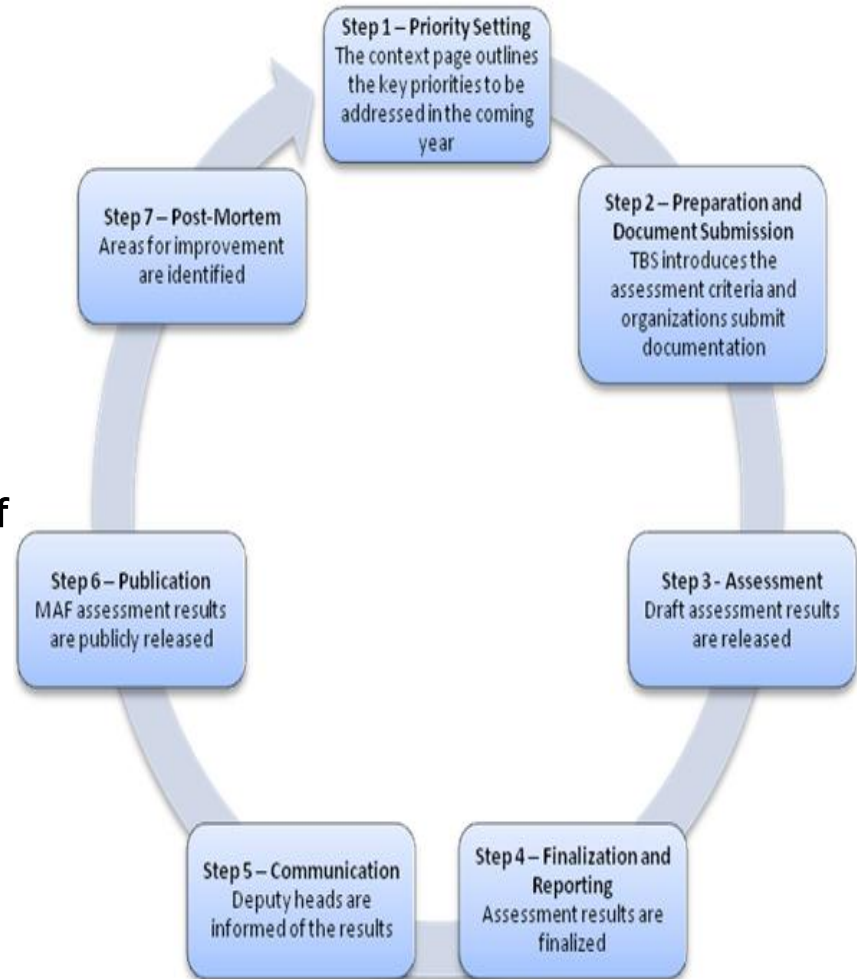 Step 1 – Priority Setting
The context page outlines
the key priorities to be
addressed in the coming
year
Step 2 – Preparation and
Document Submission
TBS introduces the
assessment criteria and
organizations submit
documentation
Step 3 - Assessment
Draft assessment results
are released
Step 4 – Finalization and
Reporting
Assessment results are
finalized
Step 5 – Communication
Deputy heads are
informed of the results
Step 6 – Publication
MAF assessment results
are publicly released
Step 7 – Post-Mortem
Areas for improvement
are identified
f